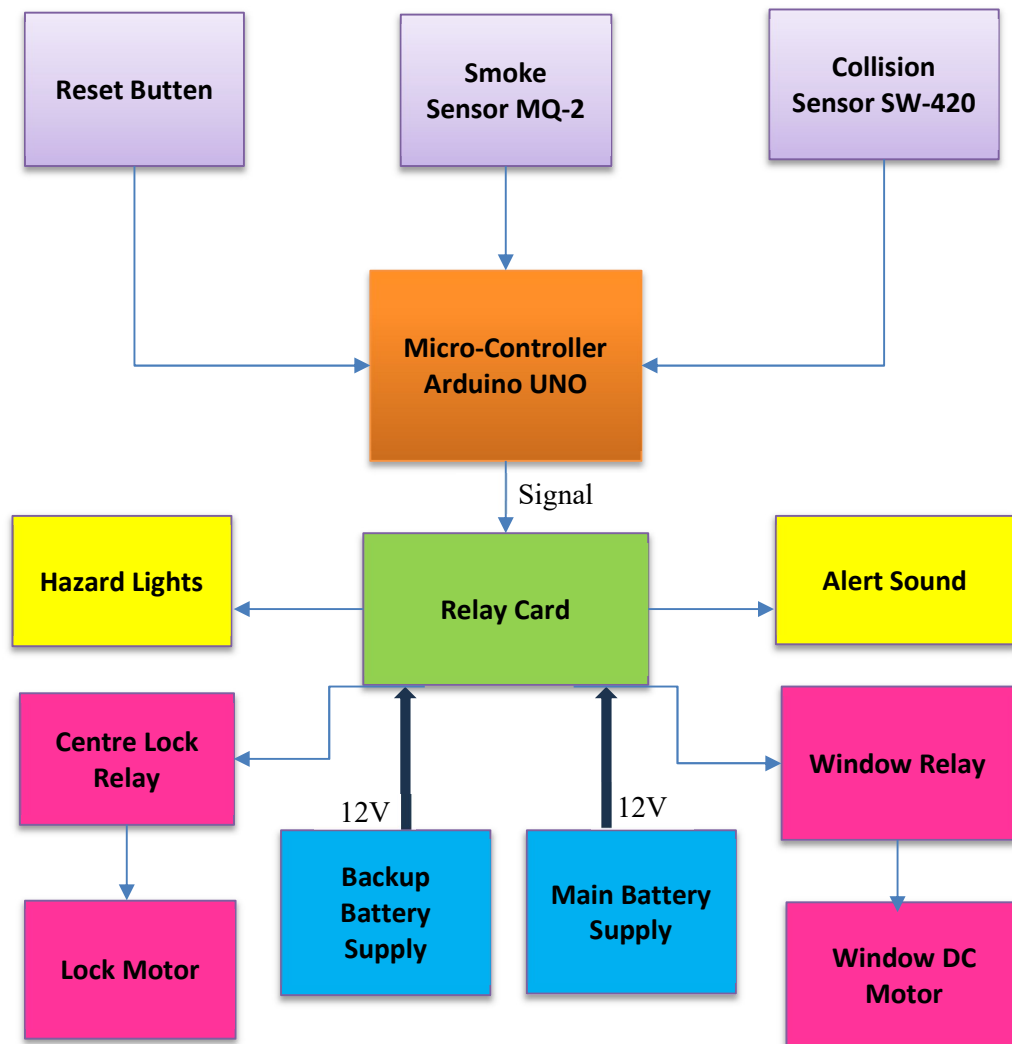 Reset Butten
Smoke
Sensor MQ-2
Collision
Sensor SW-420
Micro-Controller
Arduino UNO
Signal
Hazard Lights
Relay Card
Alert Sound
Centre Lock
Relay
Window Relay
12V
12V
Backup
Battery
Supply
Main Battery
Supply
Lock Motor
Window DC
Motor